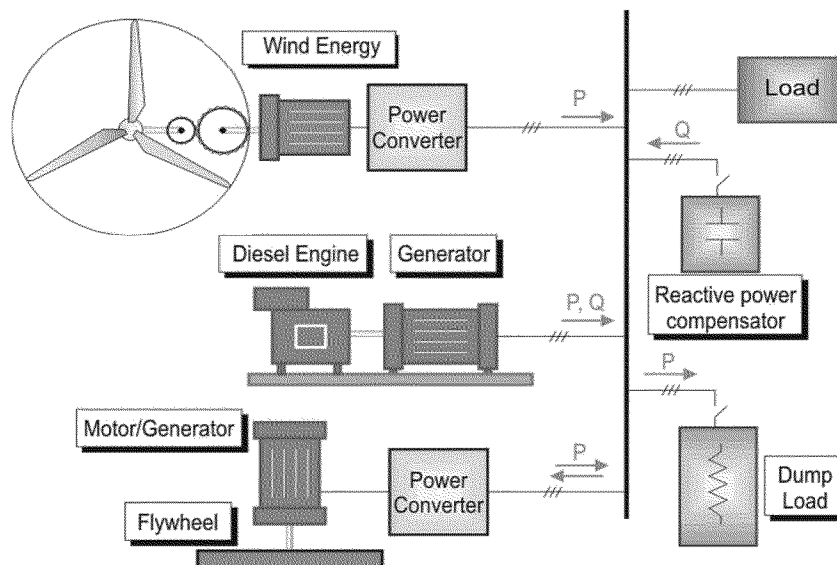 Wind Energy
Power
Converter
P
Load
Q
Diesel Engine
Generator
P, Q
Reactive power
compensator
P
Motor/Generator
Power
Converter
P
Flywheel
Dump
Load